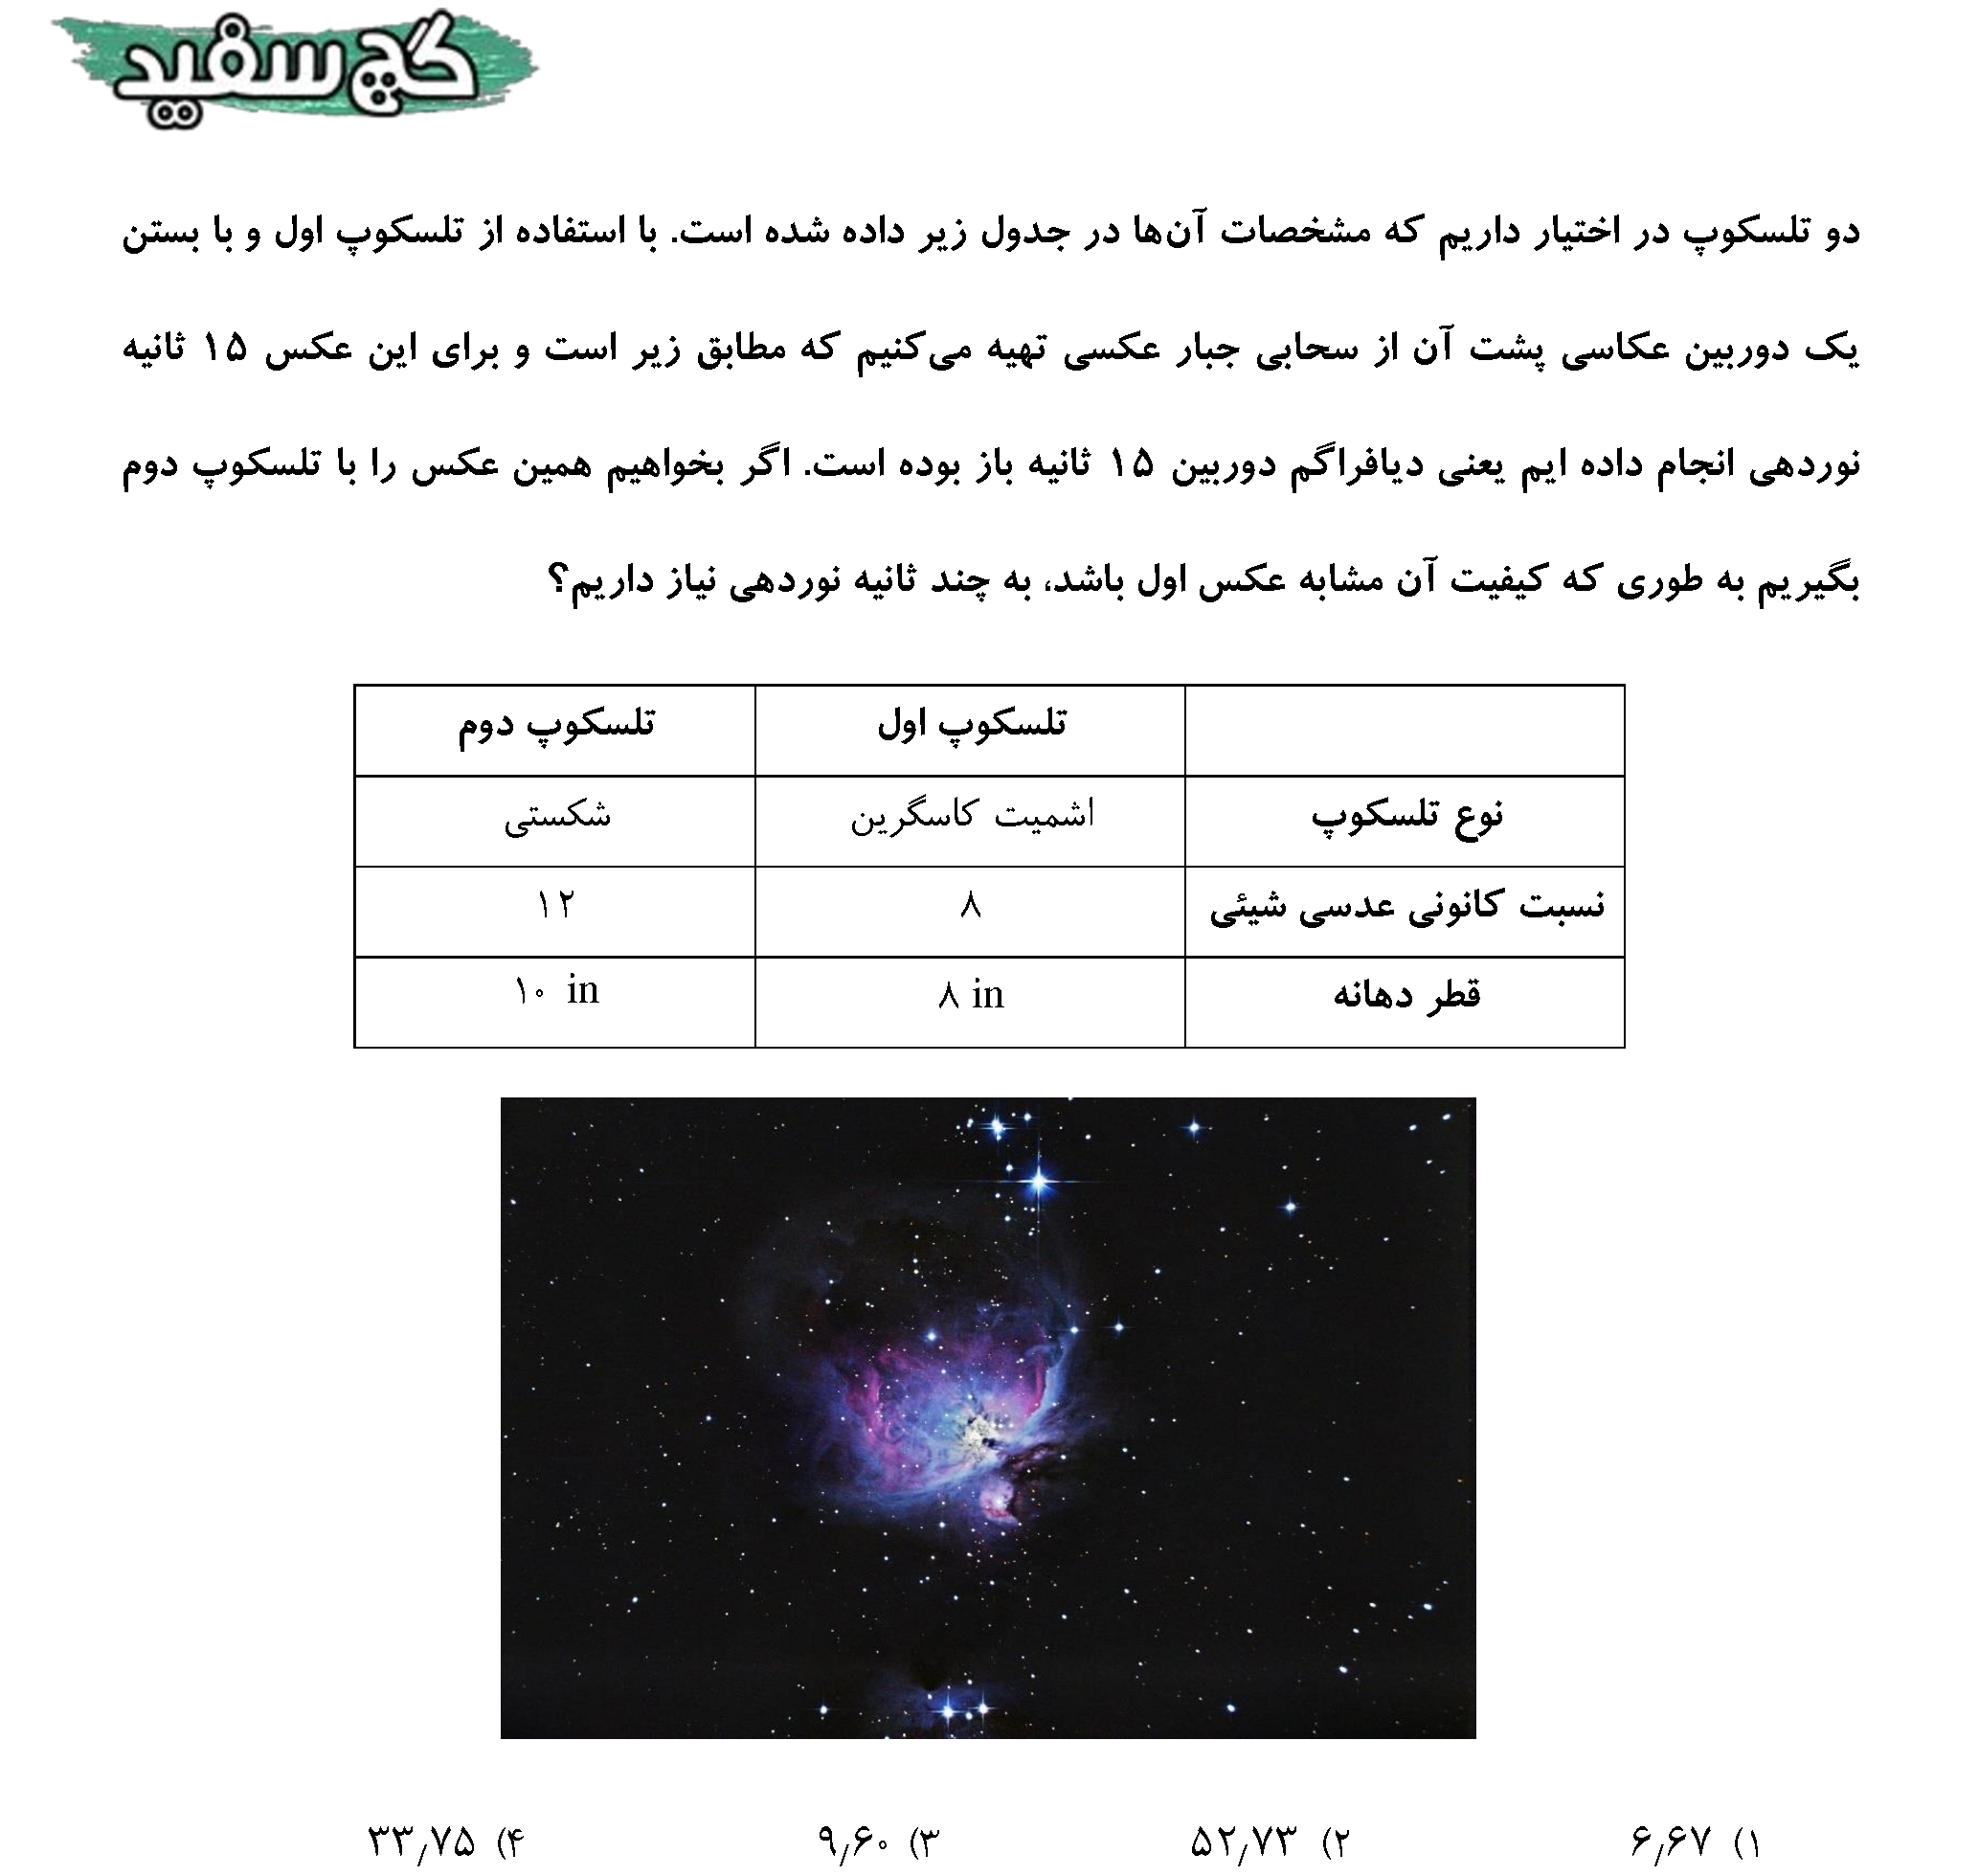 گچ سفید
دو تلسکوپ در اختیار داریم که مشخصات آن‌ها در جدول زیر داده شده است. با استفاده از تلسکوپ اول و با بستن
یک دوربین عکاسی پشت آن از سحابی جبار عکسی تهیه می‌کنیم که مطابق زیر است و برای این عکس ۱۵ ثانیه
نوردهی انجام داده ایم یعنی دیافراگم دوربین ۱۵ ثانیه باز بوده است. اگر بخواهیم همین عکس را با تلسکوپ دوم
بگیریم به طوری که کیفیت آن مشابه عکس اول باشد، به چند ثانیه نوردهی نیاز داریم؟
تلسکوپ اول تلسکوپ دوم
نوع تلسکوپ اشمیت کاسگرین شکستی
نسبت کانونی عدسی شیئی ۸ ۱۲
قطر دهانه ۸ in ۱۰ in
۱) ۶٫۶۷ ۲) ۵۲٫۷۳ ۳) ۹٫۶۰ ۴) ۳۳٫۷۵